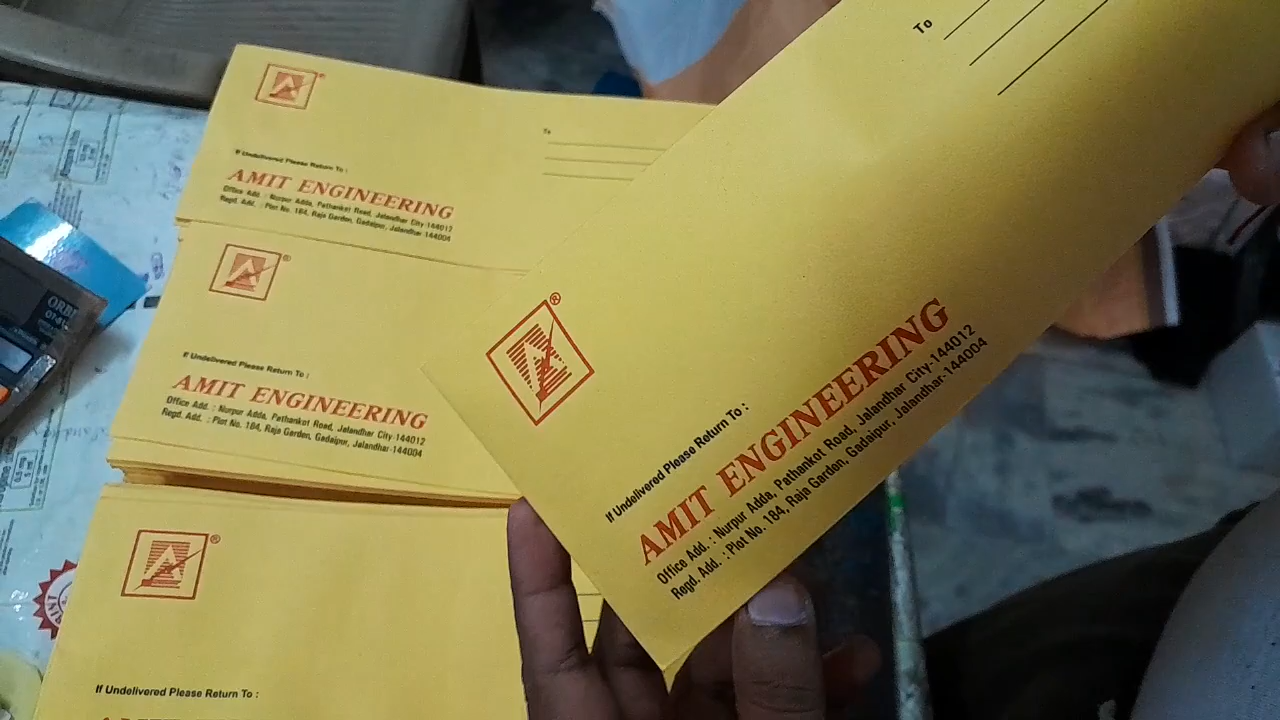 To
If Undelivered Please Return To :
AMIT ENGINEERING
Office Add. : Nurpur Adda, Pathankot Road, Jalandhar City-144012
Regd. Add. : Plot No. 184, Raja Garden, Gadaipur, Jalandhar-144004
To
If Undelivered Please Return To :
AMIT ENGINEERING
Office Add. : Nurpur Adda, Pathankot Road, Jalandhar City-144012
Regd. Add. : Plot No. 184, Raja Garden, Gadaipur, Jalandhar-144004
If Undelivered Please Return To :
AMIT ENGINEERING
Office Add. : Nurpur Adda, Pathankot Road, Jalandhar City-144012
Regd. Add. : Plot No. 184, Raja Garden, Gadaipur, Jalandhar-144004
If Undelivered Please Return To :